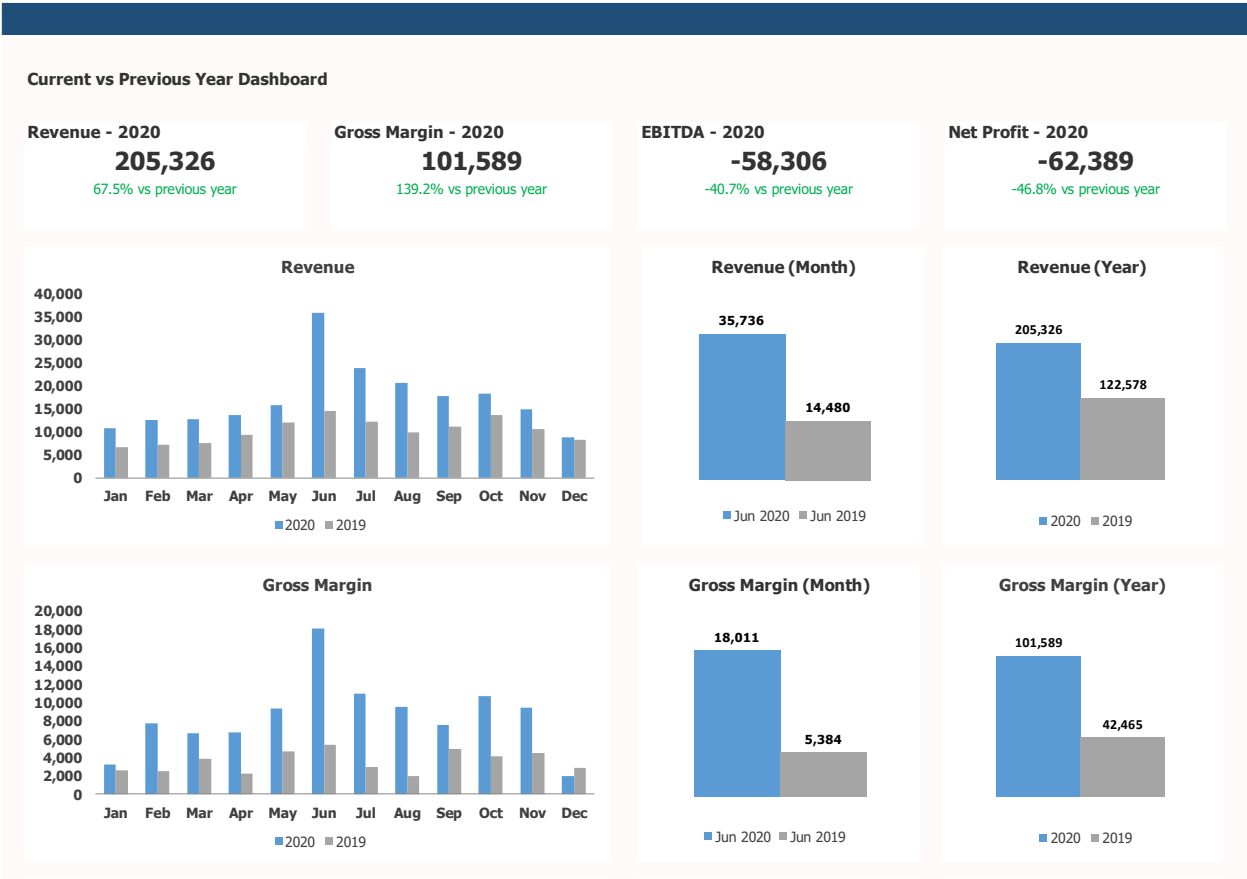 Current vs Previous Year Dashboard
Revenue - 2020
205,326
67.5% vs previous year
Gross Margin - 2020
101,589
139.2% vs previous year
EBITDA - 2020
-58,306
-40.7% vs previous year
Net Profit - 2020
-62,389
-46.8% vs previous year
Revenue
40,000
35,000
30,000
25,000
20,000
15,000
10,000
5,000
0
Jan Feb Mar Apr May Jun Jul Aug Sep Oct Nov Dec
2020 2019
Revenue (Month)
35,736
14,480
Jun 2020 Jun 2019
Revenue (Year)
205,326
122,578
2020 2019
Gross Margin
20,000
18,000
16,000
14,000
12,000
10,000
8,000
6,000
4,000
2,000
0
Jan Feb Mar Apr May Jun Jul Aug Sep Oct Nov Dec
2020 2019
Gross Margin (Month)
18,011
5,384
Jun 2020 Jun 2019
Gross Margin (Year)
101,589
42,465
2020 2019